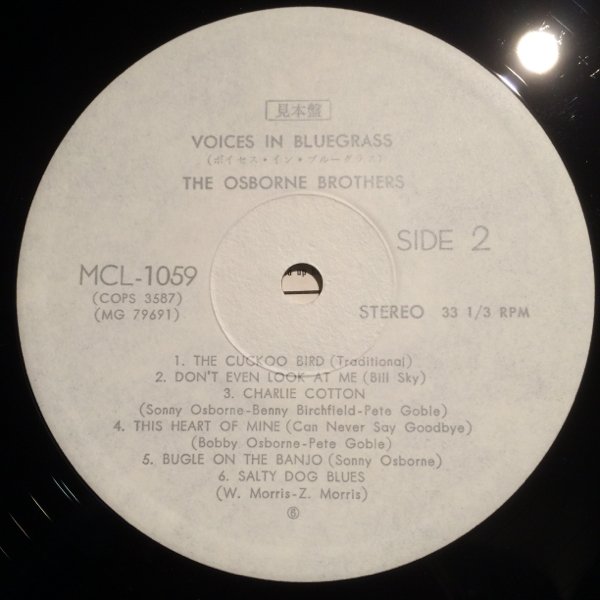 見本盤
VOICES IN BLUEGRASS
(ボイセス・イン・ブルーグラス)
THE OSBORNE BROTHERS
SIDE 2
MCL-1059
(COPS 3587)
(MG 79691)
STEREO 33 1/3 RPM
1. THE CUCKOO BIRD (Traditional)
2. DON'T EVEN LOOK AT ME (Bill Sky)
3. CHARLIE COTTON
(Sonny Osborne-Benny Birchfield-Pete Goble)
4. THIS HEART OF MINE (Can Never Say Goodbye)
(Bobby Osborne-Pete Goble)
5. BUGLE ON THE BANJO (Sonny Osborne)
6. SALTY DOG BLUES
(W. Morris-Z. Morris)